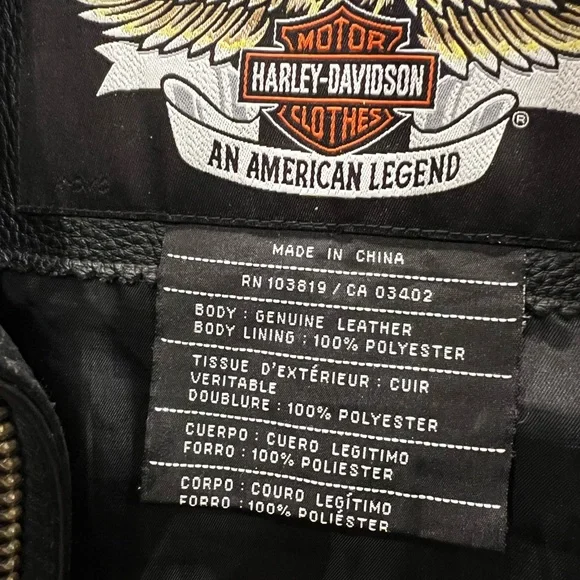 MOTOR
HARLEY-DAVIDSON
CLOTHES
®
AN AMERICAN LEGEND
MADE IN CHINA
RN 103819 / CA 03402
BODY : GENUINE LEATHER
BODY LINING : 100% POLYESTER
TISSUE D'EXTÉRIEUR : CUIR
VERITABLE
DOUBLURE : 100% POLYESTER
CUERPO : CUERO LEGITIMO
FORRO : 100% POLIESTER
CORPO : COURO LEGÍTIMO
FORRO : 100% POLIÉSTER